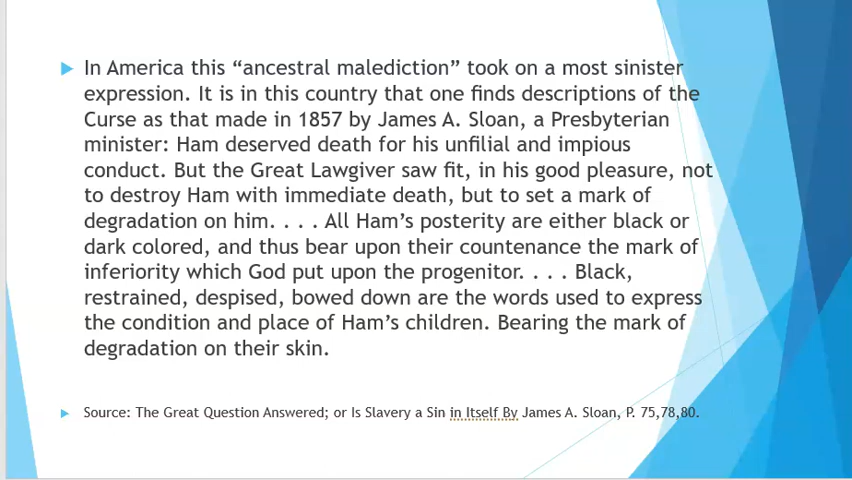 In America this “ancestral malediction” took on a most sinister
expression. It is in this country that one finds descriptions of the
Curse as that made in 1857 by James A. Sloan, a Presbyterian
minister: Ham deserved death for his unfilial and impious
conduct. But the Great Lawgiver saw fit, in his good pleasure, not
to destroy Ham with immediate death, but to set a mark of
degradation on him. . . . All Ham’s posterity are either black or
dark colored, and thus bear upon their countenance the mark of
inferiority which God put upon the progenitor. . . . Black,
restrained, despised, bowed down are the words used to express
the condition and place of Ham’s children. Bearing the mark of
degradation on their skin.
Source: The Great Question Answered; or Is Slavery a Sin in Itself By James A. Sloan, P. 75,78,80.